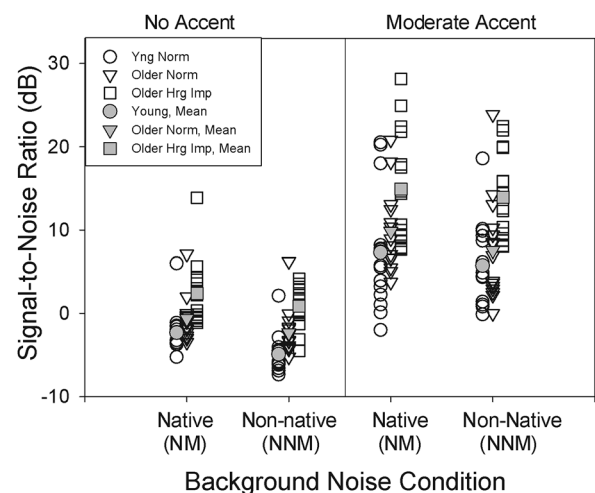 No Accent
Moderate Accent
Signal-to-Noise Ratio (dB)
30
20
10
0
-10
Yng Norm
Older Norm
Older Hrg Imp
Young, Mean
Older Norm, Mean
Older Hrg Imp, Mean
Native
(NM)
Non-native
(NNM)
Native
(NM)
Non-Native
(NNM)
Background Noise Condition